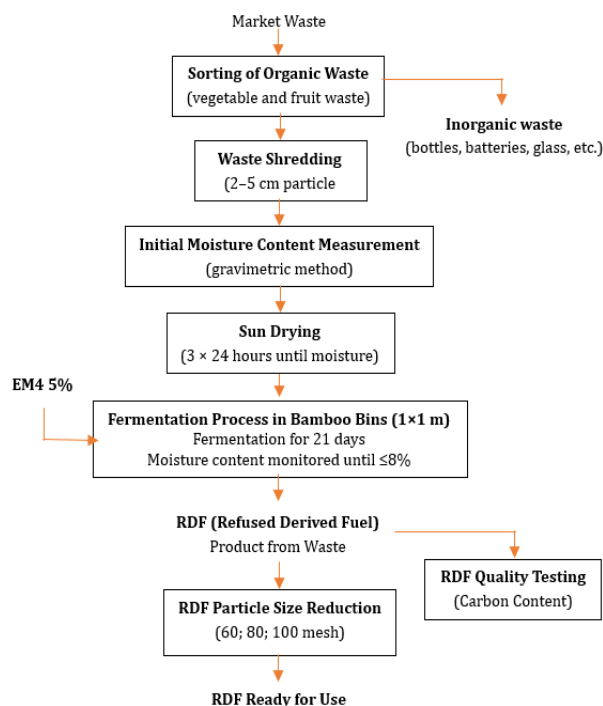 Market Waste
Sorting of Organic Waste
(vegetable and fruit waste)
Inorganic waste
(bottles, batteries, glass, etc.)
Waste Shredding
(2–5 cm particle
Initial Moisture Content Measurement
(gravimetric method)
Sun Drying
(3 × 24 hours until moisture)
EM4 5%
Fermentation Process in Bamboo Bins (1×1 m)
Fermentation for 21 days
Moisture content monitored until ≤8%
RDF (Refused Derived Fuel)
Product from Waste
RDF Quality Testing
(Carbon Content)
RDF Particle Size Reduction
(60; 80; 100 mesh)
RDF Ready for Use